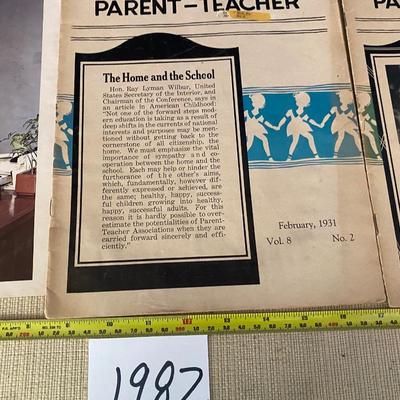 PARENT-TEACHER
PA
The Home and the School
Hon. Ray Lyman Wilbur, United
States Secretary of the Interior, and
Chairman of the Conference, says in
an article in American Childhood:
"Not one of the forward steps mod-
ern education is taking as a result of
deep shifts in the currents of national
interests and purposes may be men-
tioned without getting back to the
cornerstone of all citizenship, the
home. We must emphasize the vital
importance of sympathy and co-
operation between the home and the
school. Each may help or hinder the
furtherance of the other's aims,
which, fundamentally, however dif-
ferently expressed or achieved, are
the same; healthy, happy, success-
ful children growing into healthy,
happy, successful adults. For this
reason it is hardly possible to over-
estimate the potentialities of Parent-
Teacher Associations when they are
carried forward sincerely and effi-
ciently."
February, 1931
Vol. 8 No. 2
1987